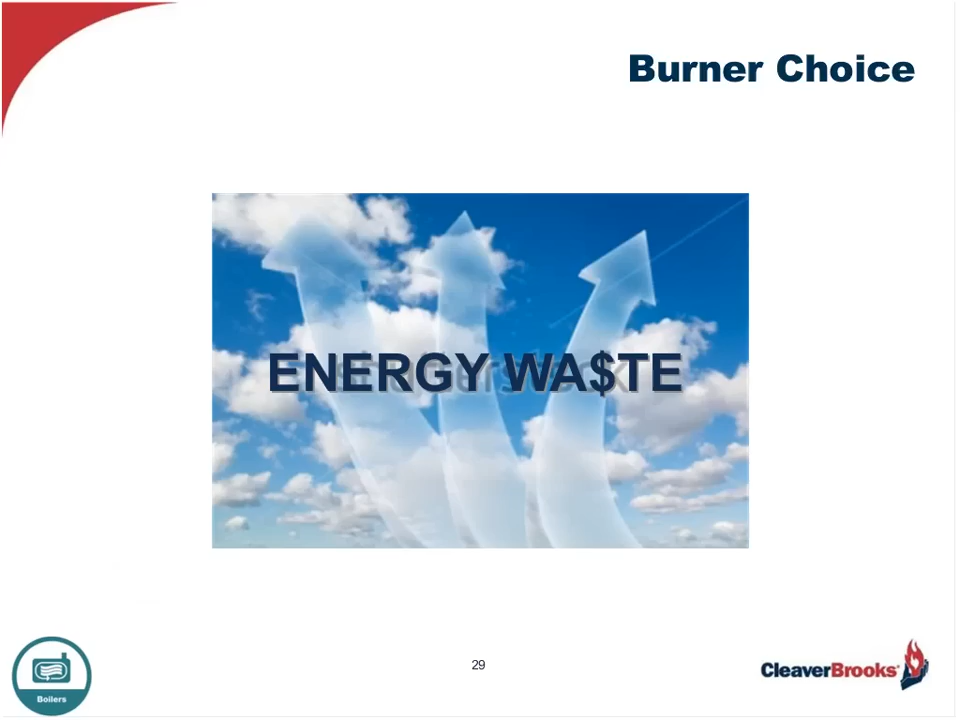 Burner Choice
ENERGY WA$TE
Boilers
29
CleaverBrooks